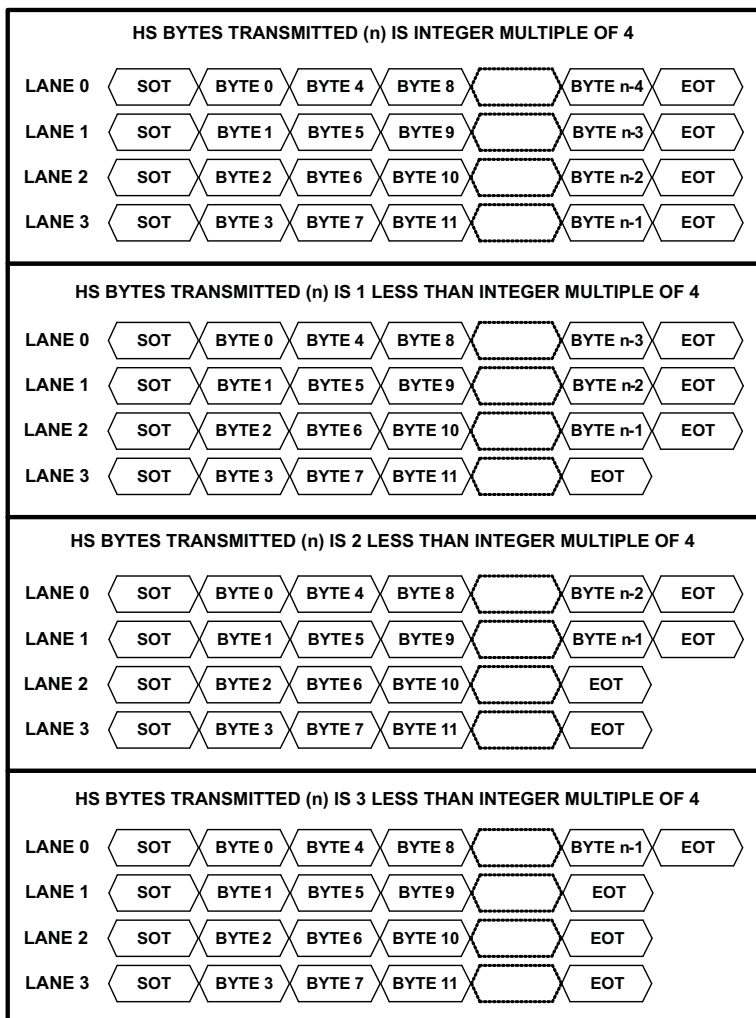 HS BYTES TRANSMITTED (n) IS INTEGER MULTIPLE OF 4
LANE 0 SOT BYTE 0 BYTE 4 BYTE 8 BYTE n-4 EOT
LANE 1 SOT BYTE 1 BYTE 5 BYTE 9 BYTE n-3 EOT
LANE 2 SOT BYTE 2 BYTE 6 BYTE 10 BYTE n-2 EOT
LANE 3 SOT BYTE 3 BYTE 7 BYTE 11 BYTE n-1 EOT
HS BYTES TRANSMITTED (n) IS 1 LESS THAN INTEGER MULTIPLE OF 4
LANE 0 SOT BYTE 0 BYTE 4 BYTE 8 BYTE n-3 EOT
LANE 1 SOT BYTE 1 BYTE 5 BYTE 9 BYTE n-2 EOT
LANE 2 SOT BYTE 2 BYTE 6 BYTE 10 BYTE n-1 EOT
LANE 3 SOT BYTE 3 BYTE 7 BYTE 11 EOT
HS BYTES TRANSMITTED (n) IS 2 LESS THAN INTEGER MULTIPLE OF 4
LANE 0 SOT BYTE 0 BYTE 4 BYTE 8 BYTE n-2 EOT
LANE 1 SOT BYTE 1 BYTE 5 BYTE 9 BYTE n-1 EOT
LANE 2 SOT BYTE 2 BYTE 6 BYTE 10 EOT
LANE 3 SOT BYTE 3 BYTE 7 BYTE 11 EOT
HS BYTES TRANSMITTED (n) IS 3 LESS THAN INTEGER MULTIPLE OF 4
LANE 0 SOT BYTE 0 BYTE 4 BYTE 8 BYTE n-1 EOT
LANE 1 SOT BYTE 1 BYTE 5 BYTE 9 EOT
LANE 2 SOT BYTE 2 BYTE 6 BYTE 10 EOT
LANE 3 SOT BYTE 3 BYTE 7 BYTE 11 EOT